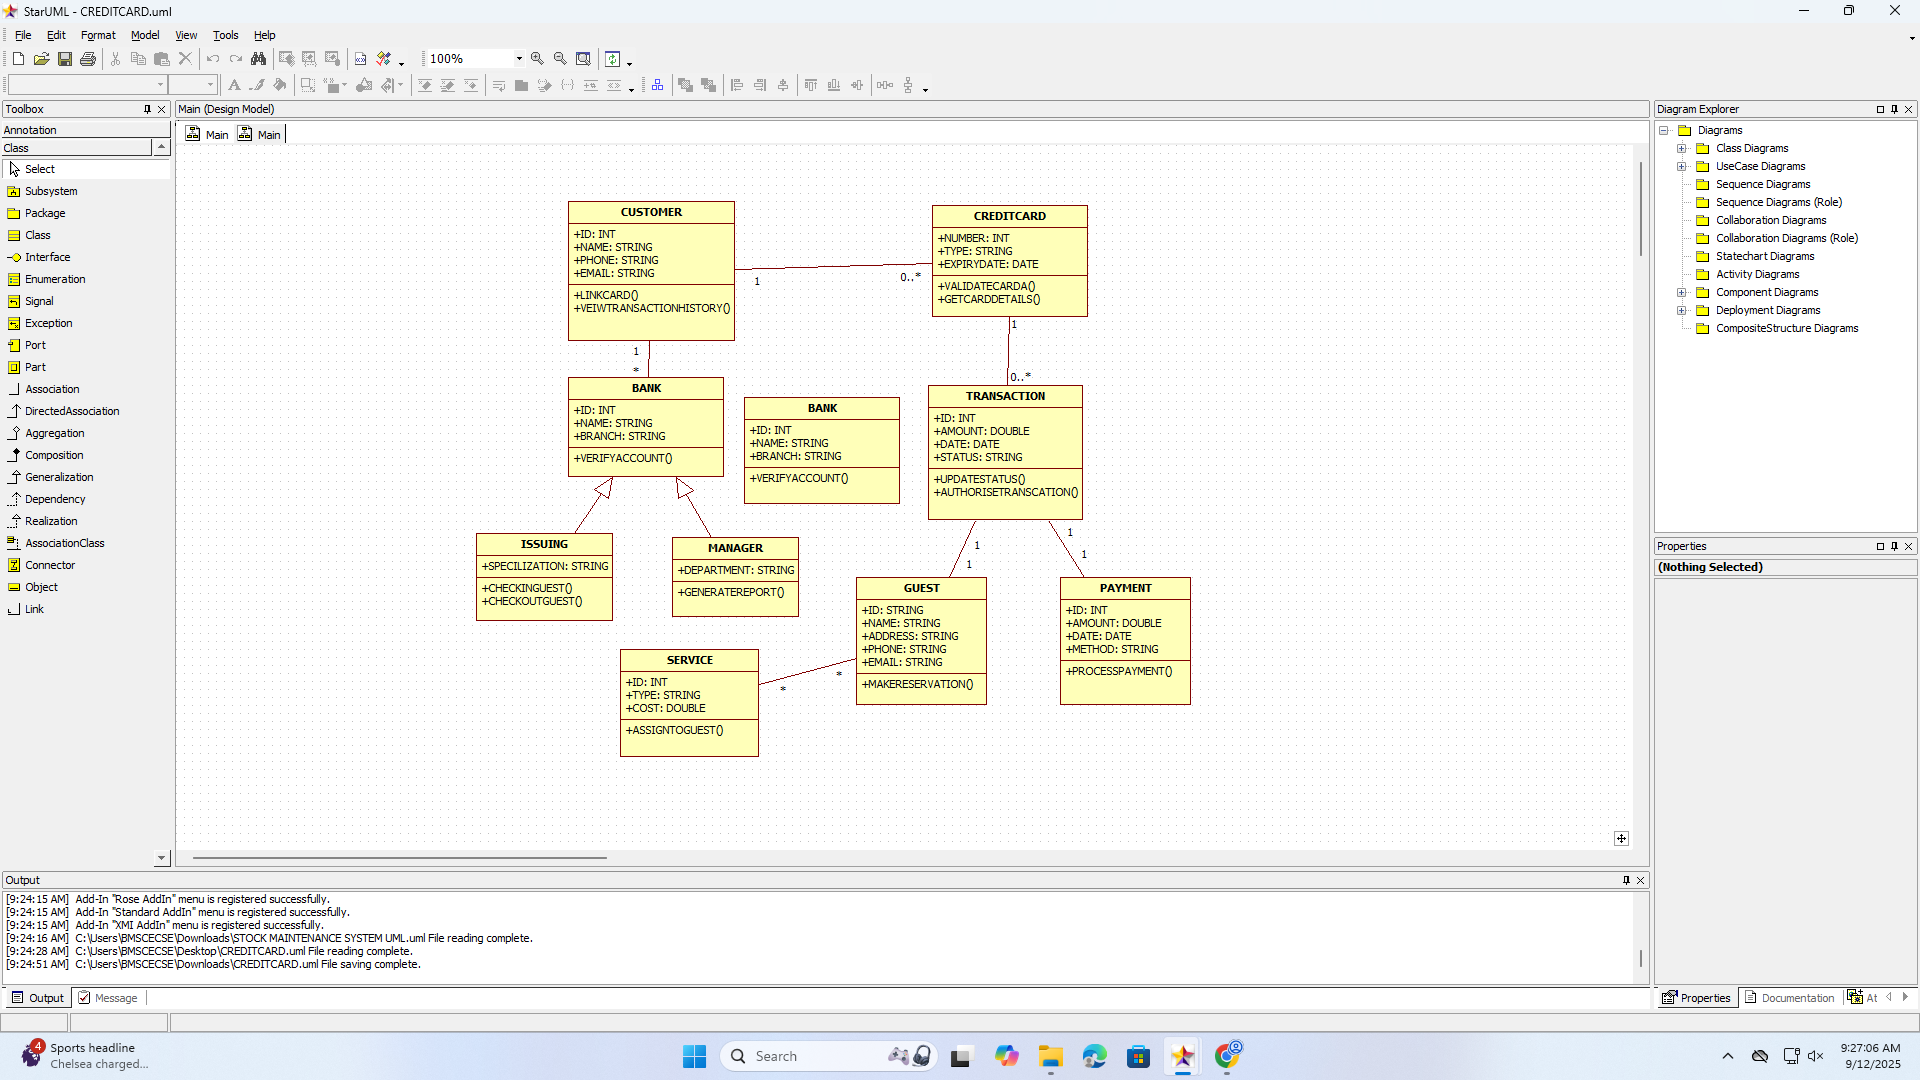 StarUML - CREDITCARD.uml
File Edit Format Model View Tools Help
100%
Toolbox
Main (Design Model)
Diagram Explorer
Annotation
Class
Main Main
Select
Subsystem
Package
Class
Interface
Enumeration
Signal
Exception
Port
Part
Association
DirectedAssociation
Aggregation
Composition
Generalization
Dependency
Realization
AssociationClass
Connector
Object
Link
CUSTOMER
+ID: INT
+NAME: STRING
+PHONE: STRING
+EMAIL: STRING
+LINKCARD()
+VEIWTRANSACTIONHISTORY()
1
0..*
CREDITCARD
+NUMBER: INT
+TYPE: STRING
+EXPIRYDATE: DATE
+VALIDATECARDA()
+GETCARDDETAILS()
1
*
1
0..*
BANK
+ID: INT
+NAME: STRING
+BRANCH: STRING
+VERIFYACCOUNT()
BANK
+ID: INT
+NAME: STRING
+BRANCH: STRING
+VERIFYACCOUNT()
TRANSACTION
+ID: INT
+AMOUNT: DOUBLE
+DATE: DATE
+STATUS: STRING
+UPDATESTATUS()
+AUTHORISETRANSCATION()
1
1
1
1
ISSUING
+SPECILIZATION: STRING
+CHECKINGUEST()
+CHECKOUTGUEST()
MANAGER
+DEPARTMENT: STRING
+GENERATEREPORT()
GUEST
+ID: STRING
+NAME: STRING
+ADDRESS: STRING
+PHONE: STRING
+EMAIL: STRING
+MAKERESERVATION()
PAYMENT
+ID: INT
+AMOUNT: DOUBLE
+DATE: DATE
+METHOD: STRING
+PROCESSPAYMENT()
SERVICE
+ID: INT
+TYPE: STRING
+COST: DOUBLE
+ASSIGNTOGUEST()
*
*
Diagrams
Class Diagrams
UseCase Diagrams
Sequence Diagrams
Sequence Diagrams (Role)
Collaboration Diagrams
Collaboration Diagrams (Role)
Statechart Diagrams
Activity Diagrams
Component Diagrams
Deployment Diagrams
CompositeStructure Diagrams
Properties
(Nothing Selected)
Output
[9:24:15 AM] Add-In "Rose AddIn" menu is registered successfully.
[9:24:15 AM] Add-In "Standard AddIn" menu is registered successfully.
[9:24:15 AM] Add-In "XMI AddIn" menu is registered successfully.
[9:24:16 AM] C:\Users\BMSCECSE\Downloads\STOCK MAINTENANCE SYSTEM UML.uml File reading complete.
[9:24:28 AM] C:\Users\BMSCECSE\Desktop\CREDITCARD.uml File reading complete.
[9:24:51 AM] C:\Users\BMSCECSE\Downloads\CREDITCARD.uml File saving complete.
Output Message
Properties Documentation At
4
Sports headline
Chelsea charged...
Search
9:27:06 AM
9/12/2025